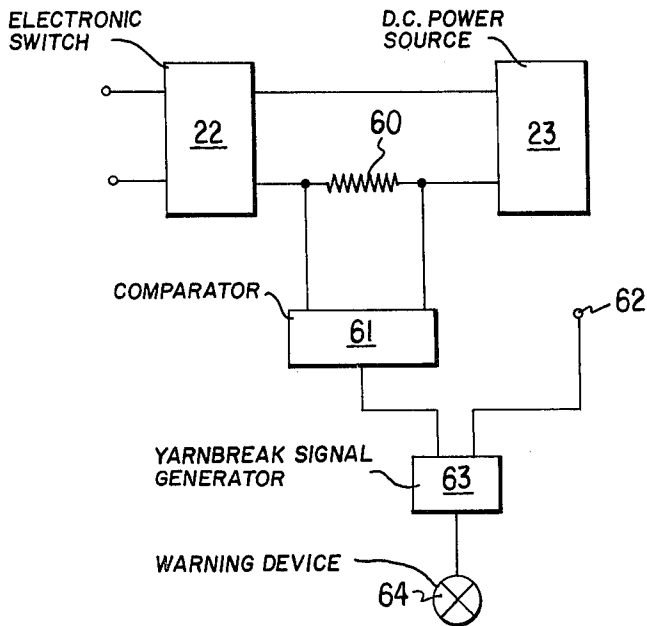 ELECTRONIC
SWITCH
D.C. POWER
SOURCE
22
60
23
COMPARATOR
61
62
YARNBREAK SIGNAL
GENERATOR
63
WARNING DEVICE
64